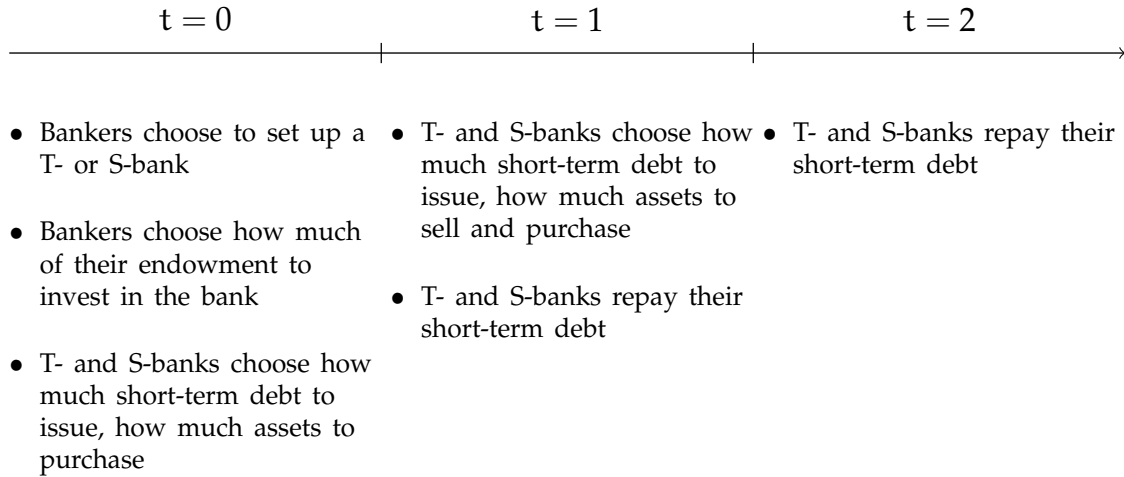 t = 0
t = 1
t = 2
• Bankers choose to set up a
T- or S-bank
• Bankers choose how much
of their endowment to
invest in the bank
• T- and S-banks choose how
much short-term debt to
issue, how much assets to
purchase
• T- and S-banks choose how
much short-term debt to
issue, how much assets to
sell and purchase
• T- and S-banks repay their
short-term debt
• T- and S-banks repay their
short-term debt